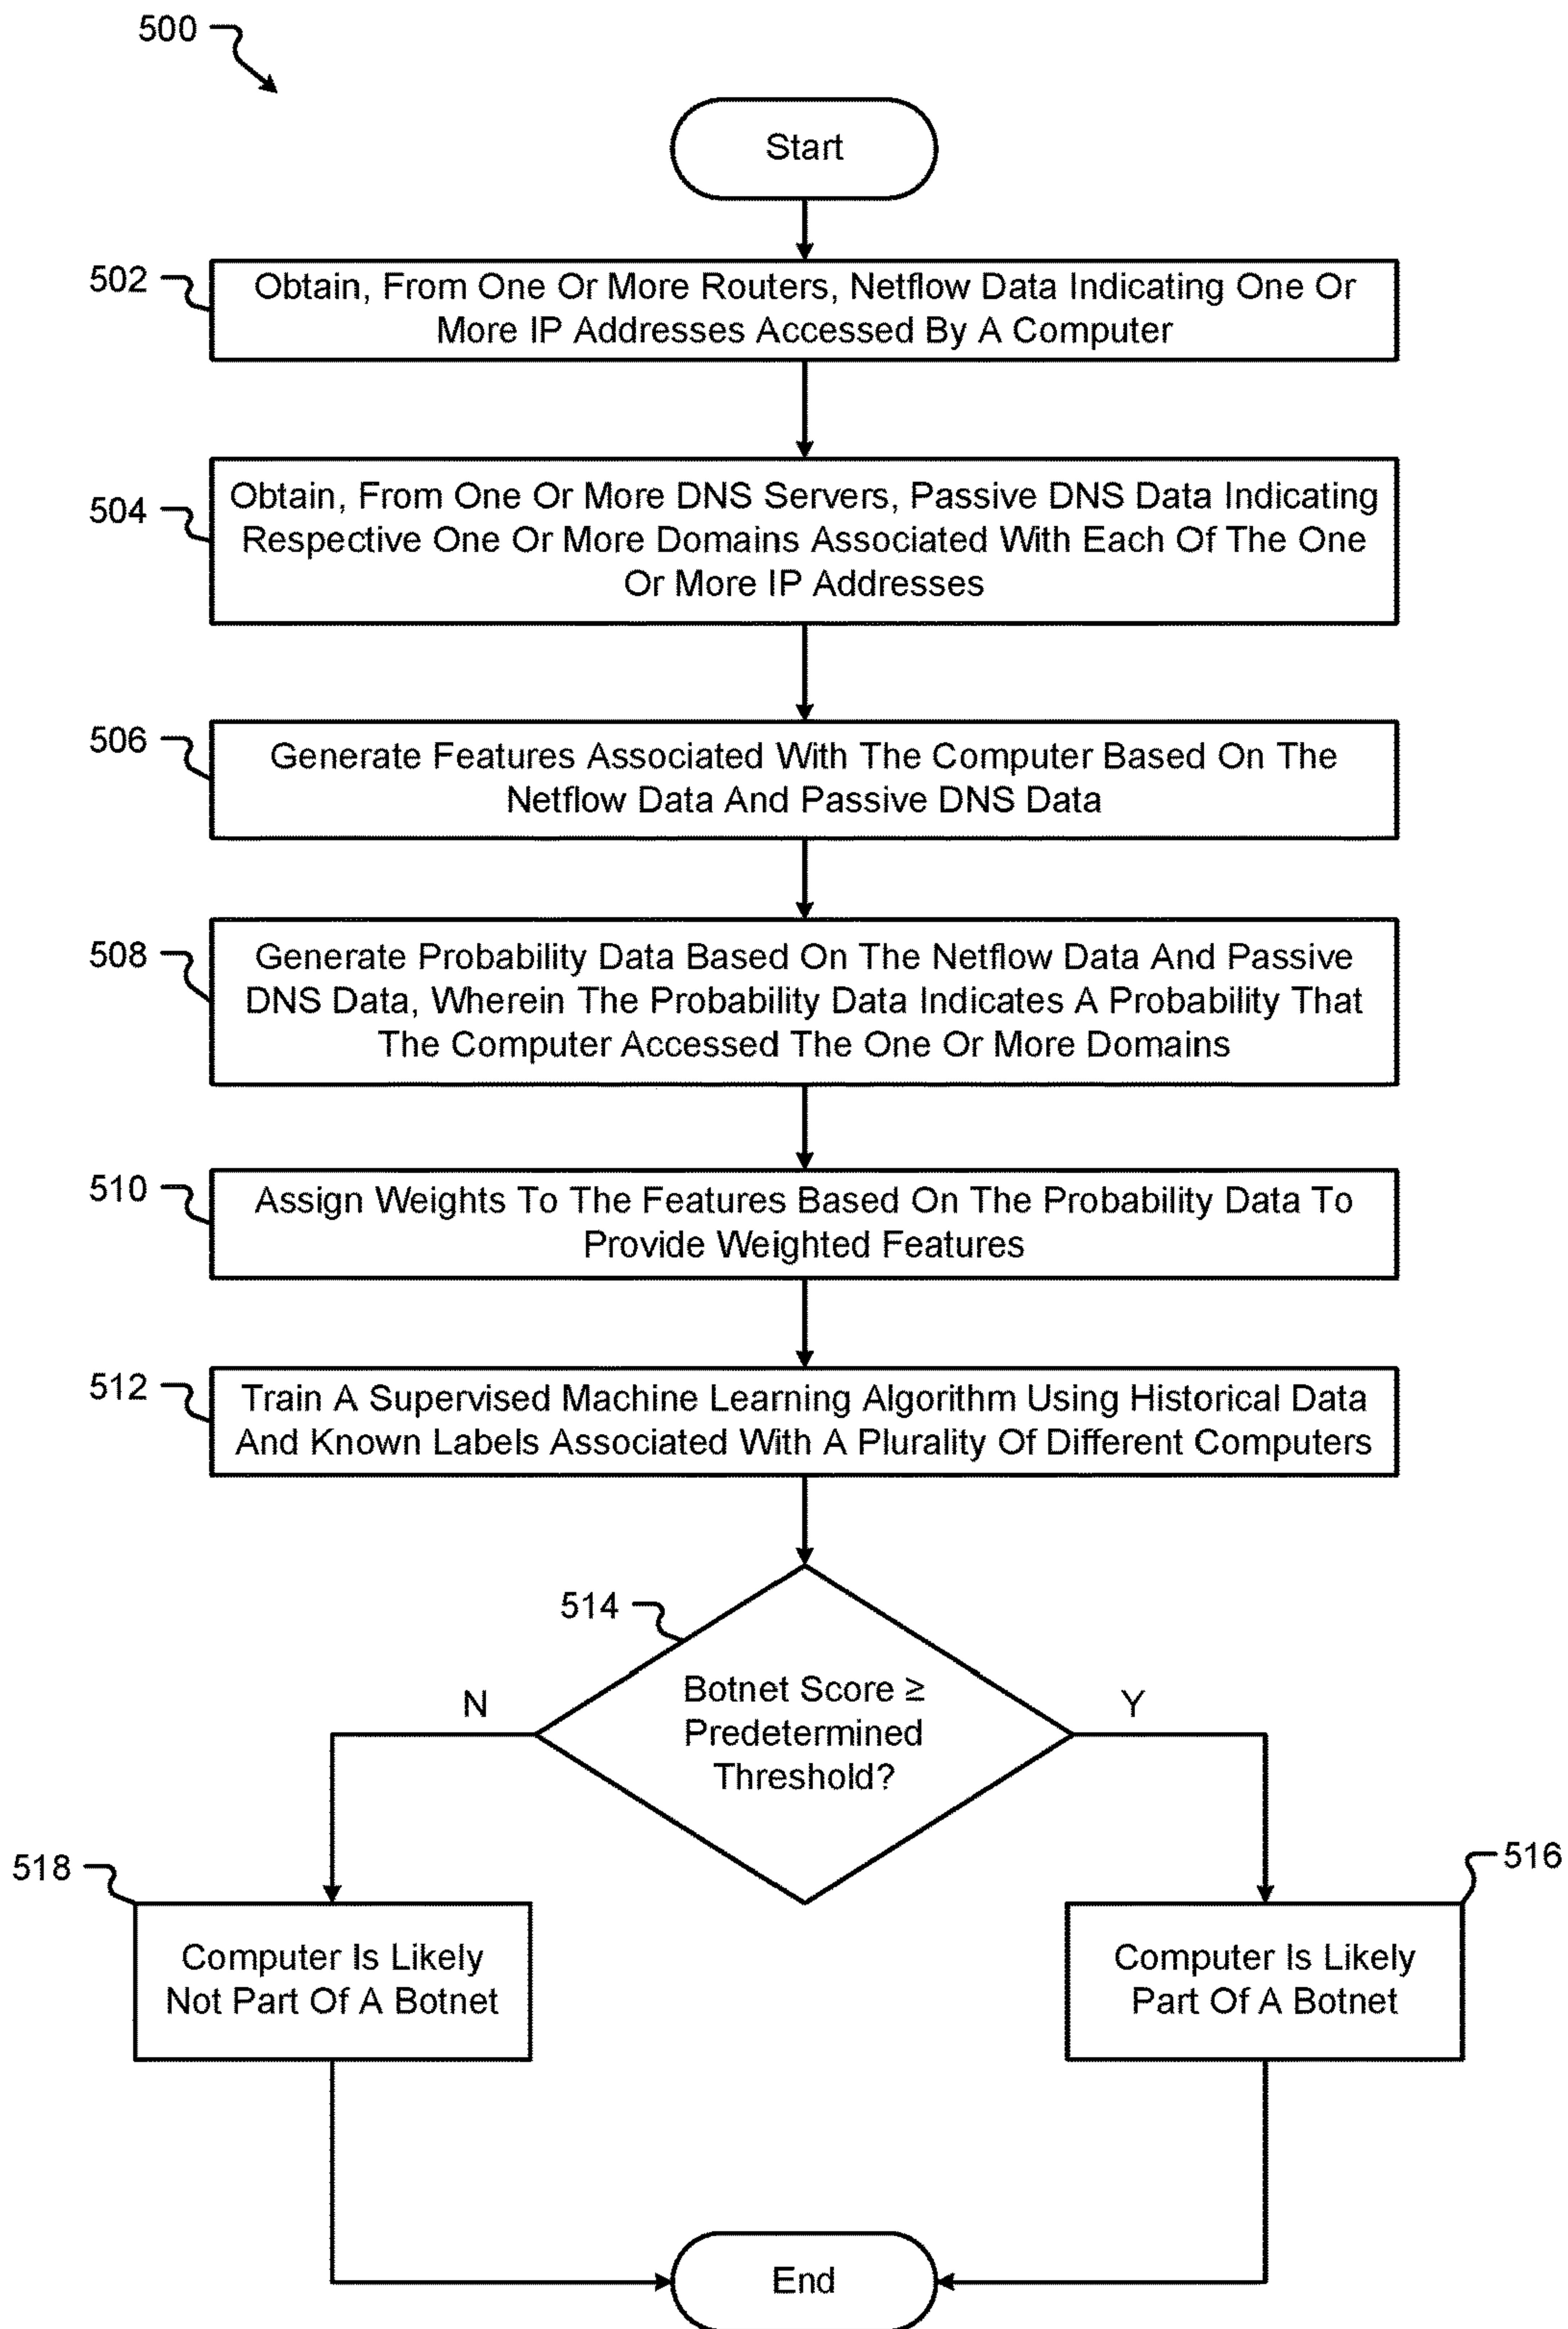 500
Start
502
Obtain, From One Or More Routers, Netflow Data Indicating One Or
More IP Addresses Accessed By A Computer
504
Obtain, From One Or More DNS Servers, Passive DNS Data Indicating
Respective One Or More Domains Associated With Each Of The One
Or More IP Addresses
506
Generate Features Associated With The Computer Based On The
Netflow Data And Passive DNS Data
508
Generate Probability Data Based On The Netflow Data And Passive
DNS Data, Wherein The Probability Data Indicates A Probability That
The Computer Accessed The One Or More Domains
510
Assign Weights To The Features Based On The Probability Data To
Provide Weighted Features
512
Train A Supervised Machine Learning Algorithm Using Historical Data
And Known Labels Associated With A Plurality Of Different Computers
514
Botnet Score ≥
Predetermined
Threshold?
N
Y
518
Computer Is Likely
Not Part Of A Botnet
516
Computer Is Likely
Part Of A Botnet
End